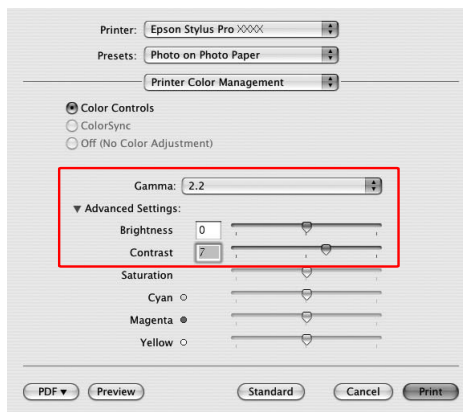 Printer: Epson Stylus Pro XXXX
Presets: Photo on Photo Paper
Printer Color Management
Color Controls
ColorSync
Off (No Color Adjustment)
Gamma: 2.2
▼ Advanced Settings:
Brightness 0
Contrast 7
Saturation
Cyan
Magenta
Yellow
PDF ▼ Preview Standard Cancel Print